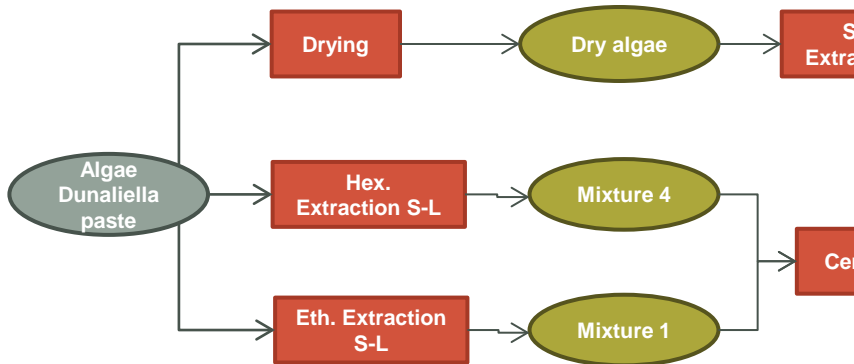 Drying
Dry algae
Algae
Dunaliella
paste
Hex.
Extraction S-L
Mixture 4
Eth. Extraction
S-L
Mixture 1